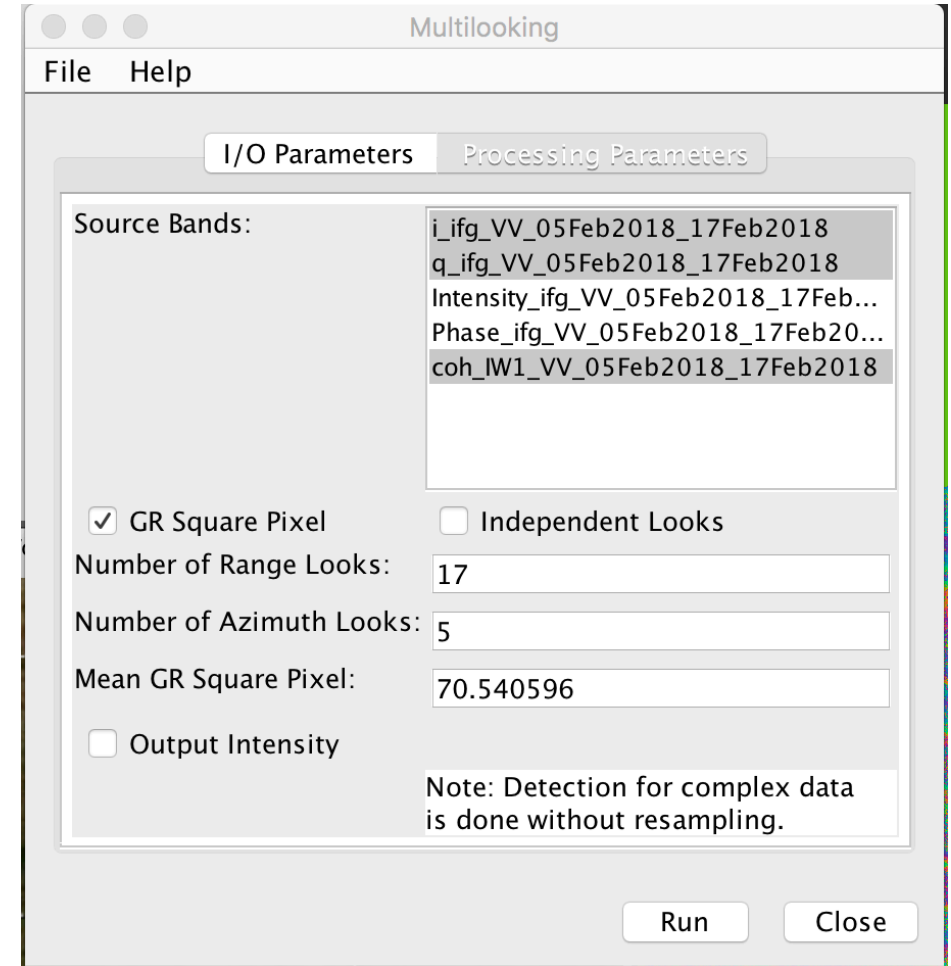 Multilooking
File Help
I/O Parameters Processing Parameters
Source Bands:
i_ifg_VV_05Feb2018_17Feb2018
q_ifg_VV_05Feb2018_17Feb2018
Intensity_ifg_VV_05Feb2018_17Feb...
Phase_ifg_VV_05Feb2018_17Feb20...
coh_IW1_VV_05Feb2018_17Feb2018
GR Square Pixel Independent Looks
Number of Range Looks: 17
Number of Azimuth Looks: 5
Mean GR Square Pixel: 70.540596
Output Intensity
Note: Detection for complex data
is done without resampling.
Run Close